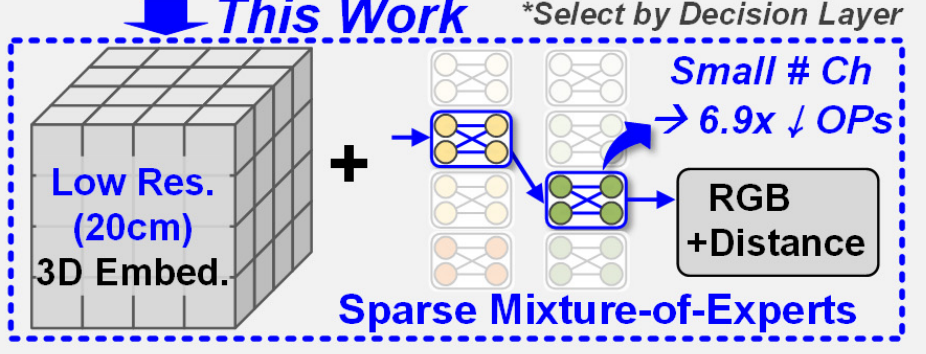 This Work
*Select by Decision Layer
Low Res.
(20cm)
3D Embed.
+
Small # Ch
→ 6.9x ↓ OPs
RGB
+Distance
Sparse Mixture-of-Experts